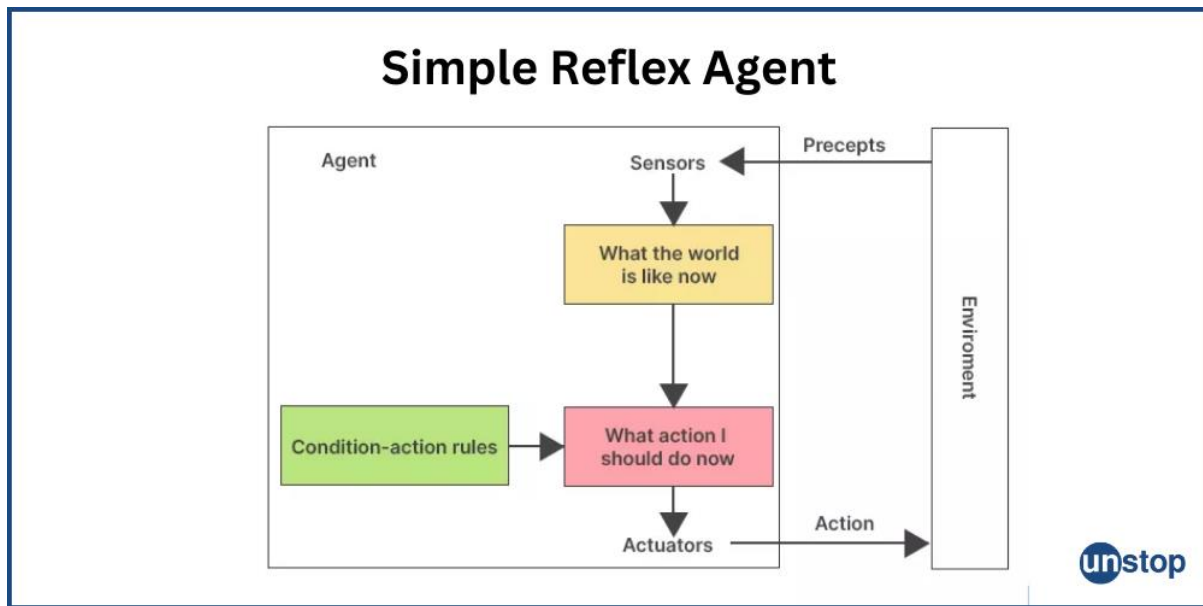 Simple Reflex Agent
Agent
Sensors
Precepts
What the world
is like now
Enviroment
Condition-action rules
What action I
should do now
Actuators
Action
unstop